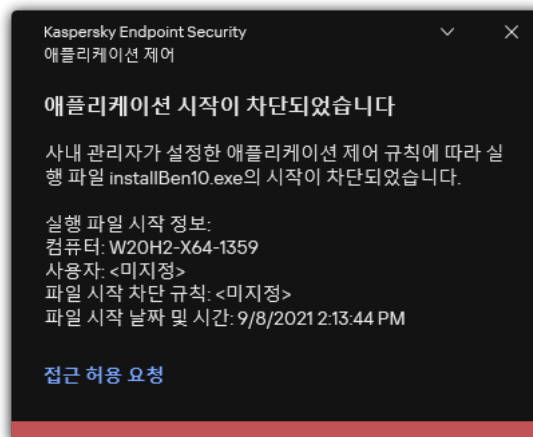 Kaspersky Endpoint Security
애플리케이션 제어
애플리케이션 시작이 차단되었습니다
사내 관리자가 설정한 애플리케이션 제어 규칙에 따라 실
행 파일 installBen10.exe의 시작이 차단되었습니다.
실행 파일 시작 정보:
컴퓨터: W20H2-X64-1359
사용자: <미지정>
파일 시작 차단 규칙: <미지정>
파일 시작 날짜 및 시간: 9/8/2021 2:13:44 PM
접근 허용 요청